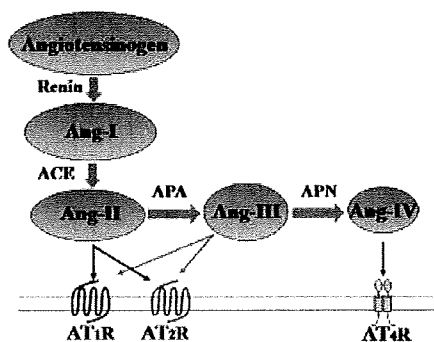 Angiotensinogen
Renin
Ang-I
ACE
APA
APN
Ang-II
Ang-III
Ang-IV
AT1R
AT2R
AT4R